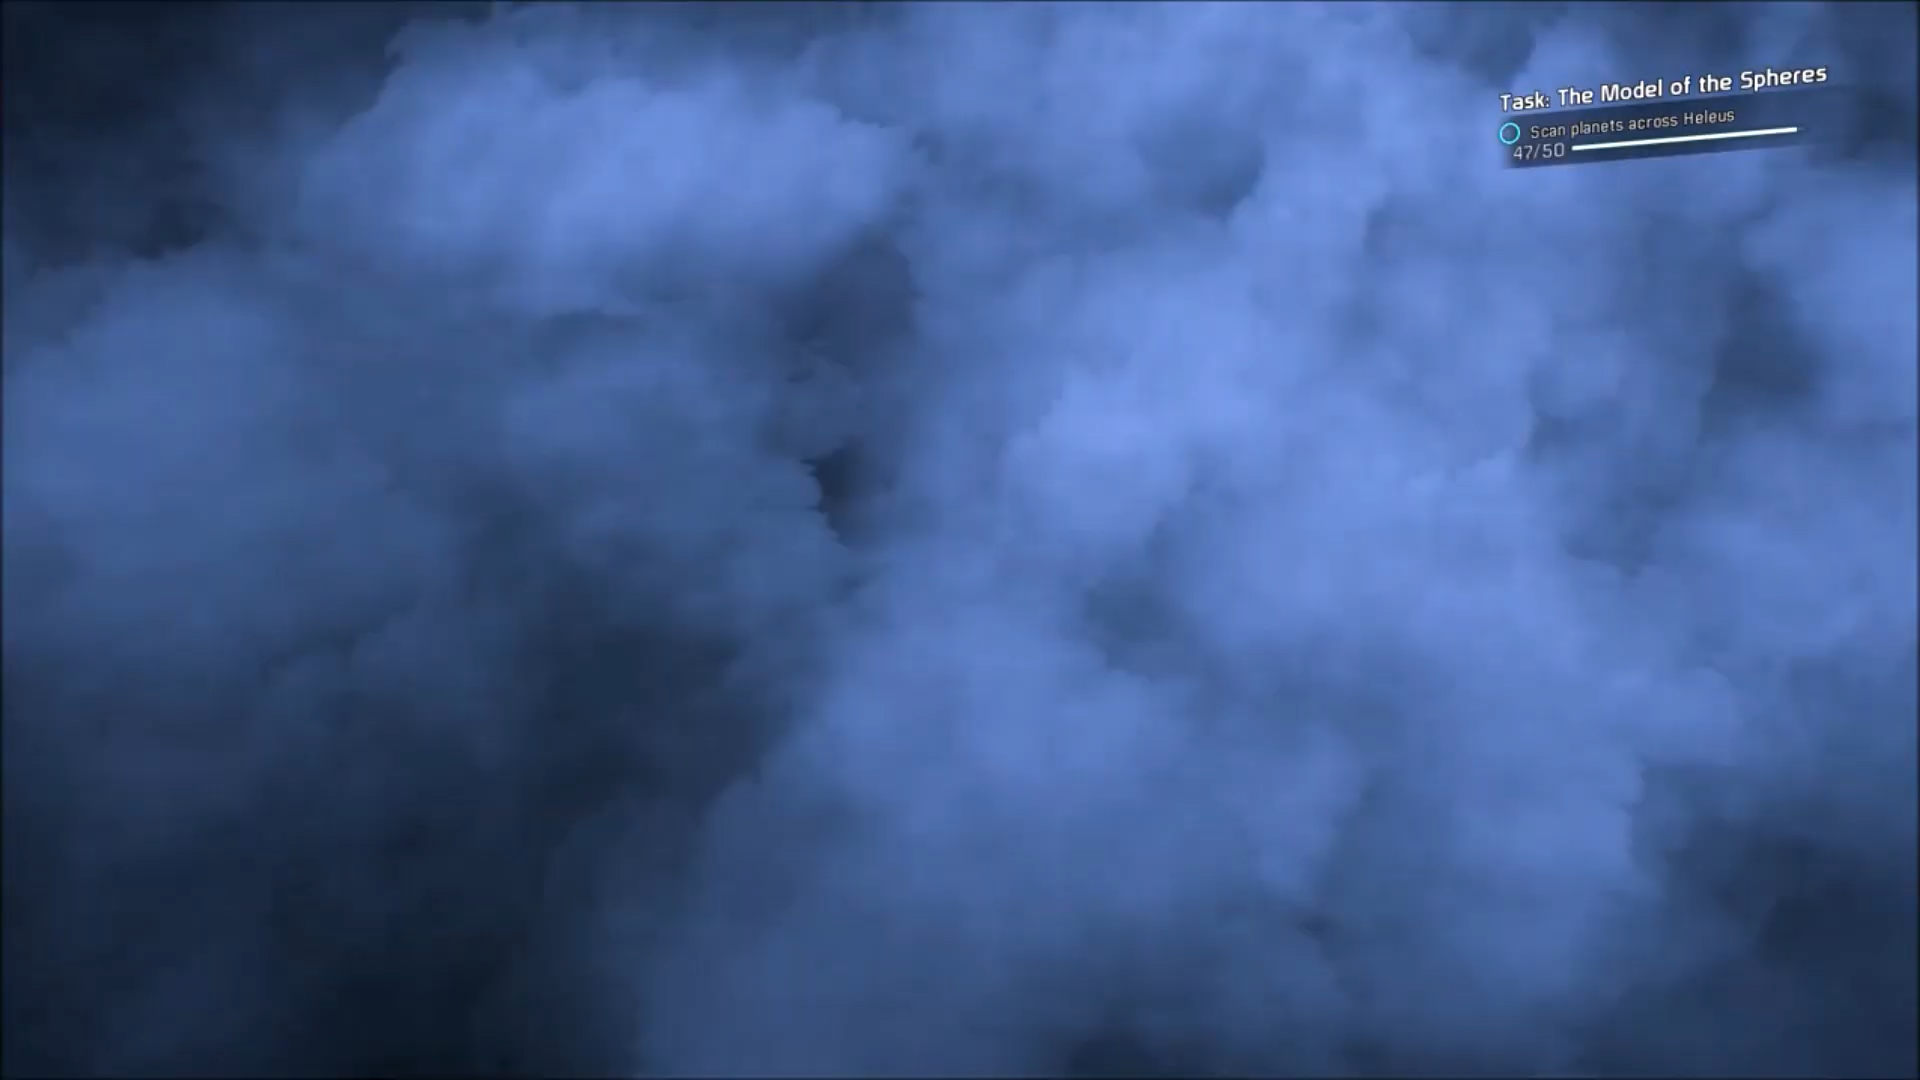 Task: The Model of the Spheres
Scan planets across Heleus
47/50